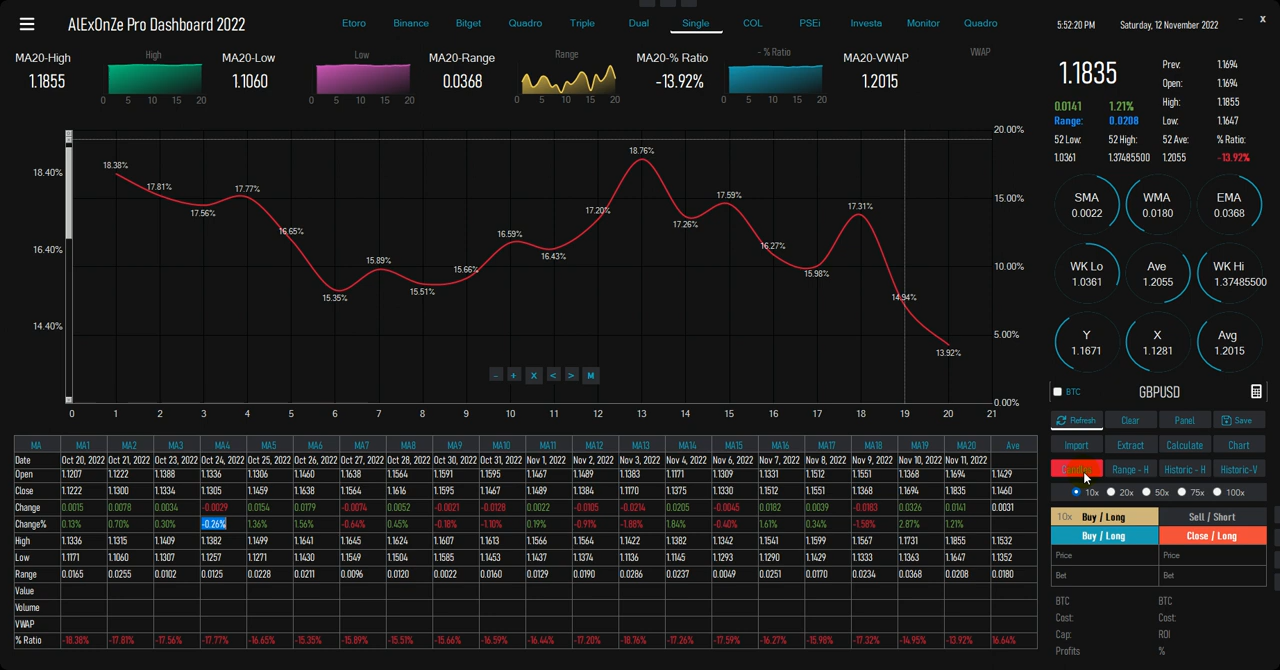 AlExOnZe Pro Dashboard 2022
Etoro Binance Bitget Quadro Triple Dual Single COL PSEi Investa Monitor Quadro
5:52:20 PM Saturday, 12 November 2022 - x
MA20-High High MA20-Low Low MA20-Range Range MA20-% Ratio - % Ratio MA20-VWAP VWAP
1.1855 1.1060 0.0368 -13.92% 1.2015
0 5 10 15 20 0 5 10 15 20 0 5 10 15 20 0 5 10 15 20
1.1835
0.0141 1.21%
Range: 0.0208
Prev: 1.1694
Open: 1.1694
High: 1.1855
Low: 1.1647
52 Low: 52 High: 52 Ave: % Ratio:
1.0361 1.37485500 1.2055 -13.92%
18.40%
16.40%
14.40%
20.00%
15.00%
10.00%
5.00%
0.00%
18.38% 17.81% 17.56% 17.77% 16.65% 15.35% 15.89% 15.51% 15.66% 16.59% 16.43% 17.20% 18.76% 17.26% 17.59% 16.27% 15.98% 17.31% 14.94% 13.92%
- + X < > M
0 1 2 3 4 5 6 7 8 9 10 11 12 13 14 15 16 17 18 19 20 21
SMA WMA EMA
0.0022 0.0180 0.0368
WK Lo Ave WK Hi
1.0361 1.2055 1.37485500
Y X Avg
1.1671 1.1281 1.2015
BTC GBPUSD
Refresh Clear Panel Save
Import Extract Calculate Chart
Range - H Historic - H Historic-V
10x 20x 50x 75x 100x
10x Buy / Long Sell / Short
Buy / Long Close / Long
Price Price
Bet Bet
BTC BTC
Cost: Cost:
Cap: ROI
Profits %
MA MA1 MA2 MA3 MA4 MA5 MA6 MA7 MA8 MA9 MA10 MA11 MA12 MA13 MA14 MA15 MA16 MA17 MA18 MA19 MA20 Ave
Date Oct 20, 2022 Oct 21, 2022 Oct 23, 2022 Oct 24, 2022 Oct 25, 2022 Oct 26, 2022 Oct 27, 2022 Oct 28, 2022 Oct 30, 2022 Oct 31, 2022 Nov 1, 2022 Nov 2, 2022 Nov 3, 2022 Nov 4, 2022 Nov 6, 2022 Nov 7, 2022 Nov 8, 2022 Nov 9, 2022 Nov 10, 2022 Nov 11, 2022
Open 1.1207 1.1222 1.1388 1.1336 1.1306 1.1460 1.1638 1.1564 1.1591 1.1595 1.1467 1.1489 1.1383 1.1171 1.1309 1.1331 1.1512 1.1551 1.1368 1.1694 1.1429
Close 1.1222 1.1300 1.1334 1.1305 1.1459 1.1638 1.1564 1.1616 1.1595 1.1467 1.1489 1.1384 1.1170 1.1375 1.1330 1.1512 1.1551 1.1368 1.1694 1.1835 1.1460
Change 0.0015 0.0078 0.0034 -0.0029 0.0154 0.0179 -0.0074 0.0052 -0.0021 -0.0128 0.0022 -0.0105 -0.0214 0.0205 -0.0045 0.0182 0.0039 -0.0183 0.0326 0.0141 0.0031
Change% 0.13% 0.70% 0.30% -0.26% 1.36% 1.56% -0.64% 0.45% -0.18% -1.10% 0.19% -0.91% -1.88% 1.84% -0.40% 1.61% 0.34% -1.58% 2.87% 1.21%
High 1.1336 1.1315 1.1409 1.1382 1.1499 1.1641 1.1645 1.1624 1.1607 1.1613 1.1566 1.1564 1.1422 1.1382 1.1342 1.1541 1.1599 1.1567 1.1731 1.1855 1.1532
Low 1.1171 1.1060 1.1307 1.1257 1.1271 1.1430 1.1549 1.1504 1.1585 1.1453 1.1437 1.1374 1.1136 1.1145 1.1293 1.1290 1.1429 1.1333 1.1363 1.1647 1.1352
Range 0.0165 0.0255 0.0102 0.0125 0.0228 0.0211 0.0096 0.0120 0.0022 0.0160 0.0129 0.0190 0.0286 0.0237 0.0049 0.0251 0.0170 0.0234 0.0368 0.0208 0.0180
Value
Volume
VWAP
% Ratio -18.38% -17.81% -17.56% -17.77% -16.65% -15.35% -15.89% -15.51% -15.66% -16.59% -16.44% -17.20% -18.76% -17.26% -17.59% -16.27% -15.98% -17.32% -14.95% -13.92% 16.64%